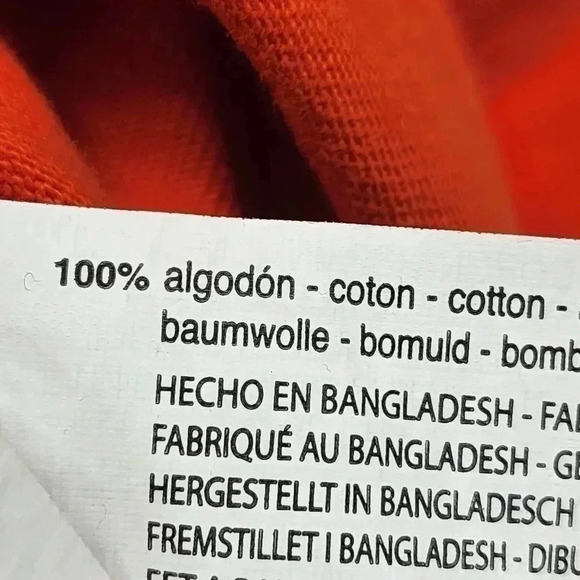 100% algodón - coton - cotton -
baumwolle - bomuld -
HECHO EN BANGLADESH -
FABRIQUÉ AU BANGLADESH -
HERGESTELLT IN BANGLADESCH
FREMSTILLET I BANGLADESH -